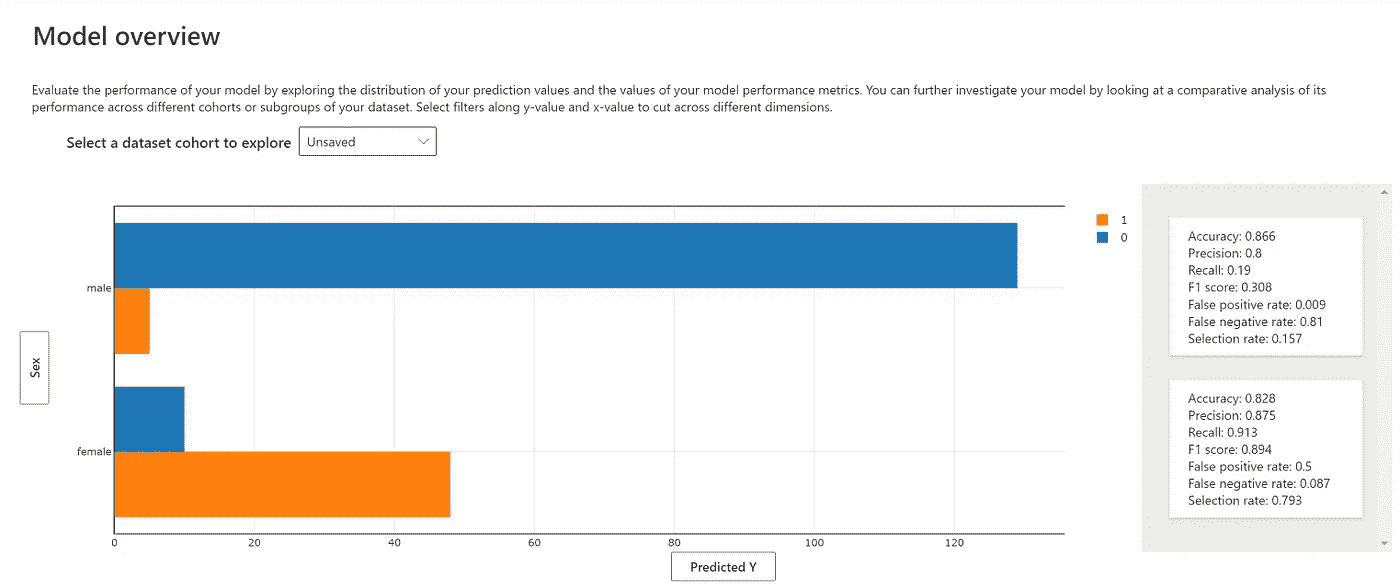 Model overview
Evaluate the performance of your model by exploring the distribution of your prediction values and the values of your model performance metrics. You can further investigate your model by looking at a comparative analysis of its
performance across different cohorts or subgroups of your dataset. Select filters along y-value and x-value to cut across different dimensions.
Select a dataset cohort to explore
Unsaved
Sex
male
female
0
20
40
60
80
100
120
Predicted Y
1
0
Accuracy: 0.866
Precision: 0.8
Recall: 0.19
F1 score: 0.308
False positive rate: 0.009
False negative rate: 0.81
Selection rate: 0.157
Accuracy: 0.828
Precision: 0.875
Recall: 0.913
F1 score: 0.894
False positive rate: 0.5
False negative rate: 0.087
Selection rate: 0.793